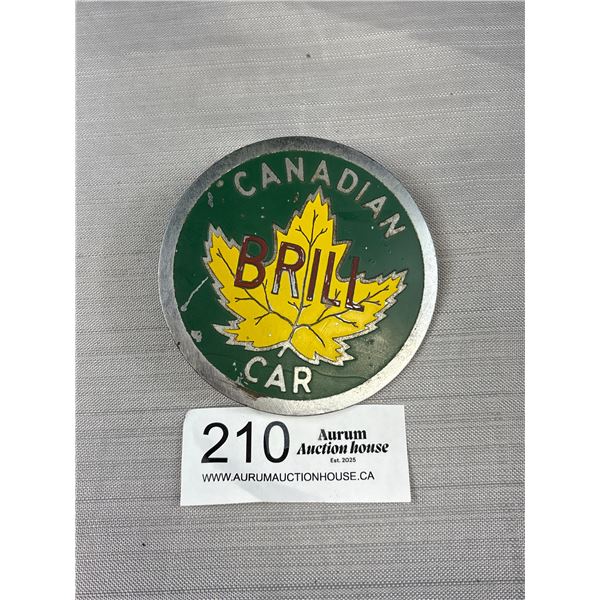 CANADIAN
BRILL
CAR
210
Aurum
Auction house
Est. 2025
WWW.AURUMAUCTIONHOUSE.CA